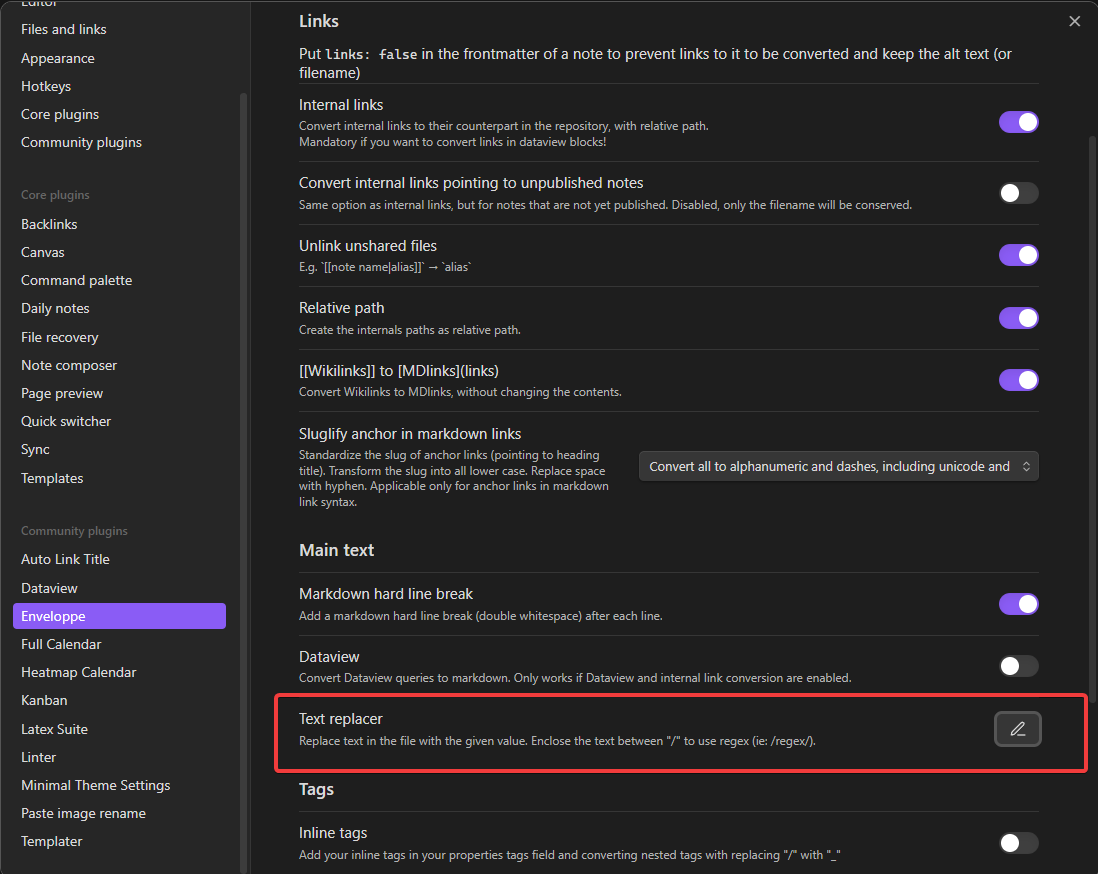 Editor
Files and links
Appearance
Hotkeys
Core plugins
Community plugins
Core plugins
Backlinks
Canvas
Command palette
Daily notes
File recovery
Note composer
Page preview
Quick switcher
Sync
Templates
Community plugins
Auto Link Title
Dataview
Enveloppe
Full Calendar
Heatmap Calendar
Kanban
Latex Suite
Linter
Minimal Theme Settings
Paste image rename
Templater
Links
Put links: false in the frontmatter of a note to prevent links to it to be converted and keep the alt text (or
filename)
Internal links
Convert internal links to their counterpart in the repository, with relative path.
Mandatory if you want to convert links in dataview blocks!
Convert internal links pointing to unpublished notes
Same option as internal links, but for notes that are not yet published. Disabled, only the filename will be conserved.
Unlink unshared files
E.g. `[[note name|alias]]` → `alias`
Relative path
Create the internals paths as relative path.
[[Wikilinks]] to [MDlinks](links)
Convert Wikilinks to MDlinks, without changing the contents.
Sluglify anchor in markdown links
Standardize the slug of anchor links (pointing to heading
title). Transform the slug into all lower case. Replace space
with hyphen. Applicable only for anchor links in markdown
link syntax.
Convert all to alphanumeric and dashes, including unicode and
Main text
Markdown hard line break
Add a markdown hard line break (double whitespace) after each line.
Dataview
Convert Dataview queries to markdown. Only works if Dataview and internal link conversion are enabled.
Text replacer
Replace text in the file with the given value. Enclose the text between "/" to use regex (ie: /regex/).
Tags
Inline tags
Add your inline tags in your properties tags field and converting nested tags with replacing "/" with "_"